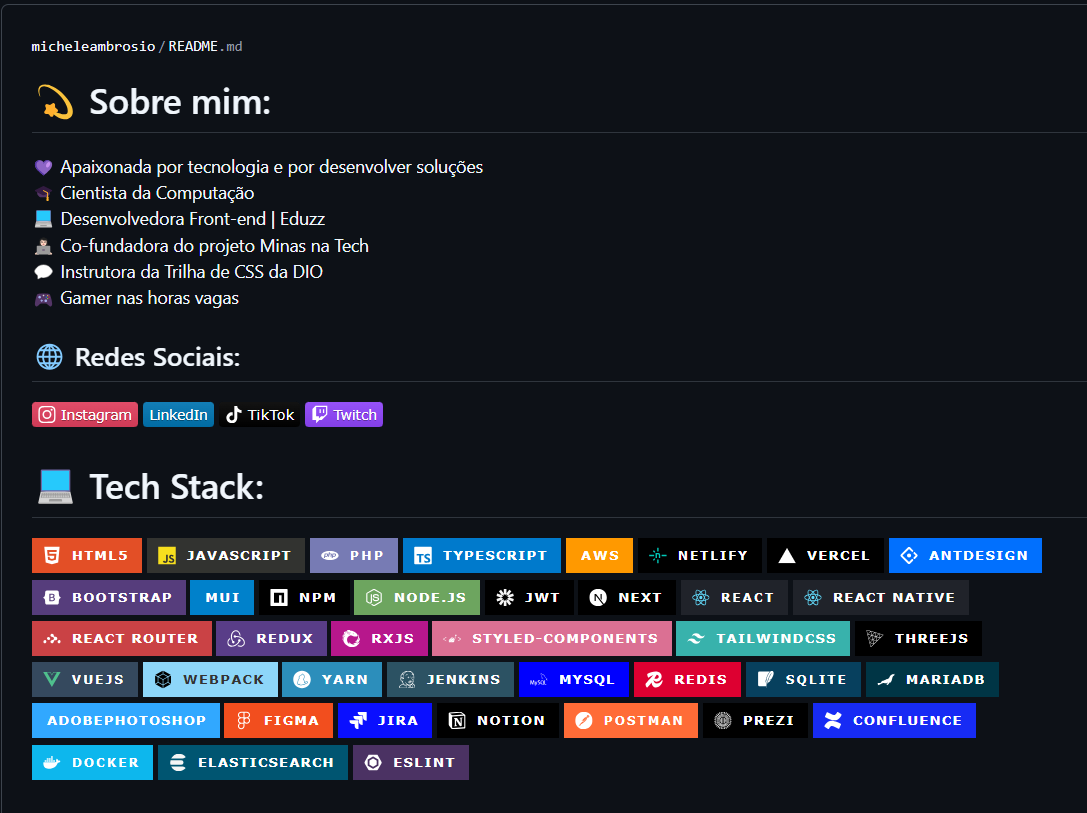 micheleambrosio/README.md
Sobre mim:
Apaixonada por tecnologia e por desenvolver soluções
Cientista da Computação
Desenvolvedora Front-end | Eduzz
Co-fundadora do projeto Minas na Tech
Instrutora da Trilha de CSS da DIO
Gamer nas horas vagas
Redes Sociais:
Instagram LinkedIn TikTok Twitch
Tech Stack:
HTML5 JS JAVASCRIPT php PHP TS TYPESCRIPT AWS NETLIFY VERCEL ANTDESIGN
B BOOTSTRAP MUI NPM NODE.JS JWT N NEXT REACT REACT NATIVE
REACT ROUTER REDUX RXJS STYLED-COMPONENTS TAILWINDCSS THREEJS
VUEJS WEBPACK YARN JENKINS MySQL MYSQL REDIS SQLITE MARIADB
ADOBEPHOTOSHOP FIGMA JIRA N NOTION POSTMAN PREZI CONFLUENCE
DOCKER ELASTICSEARCH ESLINT